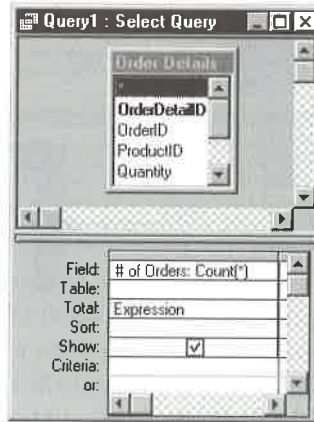 Query1 : Select Query
Order Details
*
OrderDetailID
OrderID
ProductID
Quantity
Field: # of Orders: Count(*)
Table:
Total: Expression
Sort:
Show:
Criteria:
or: